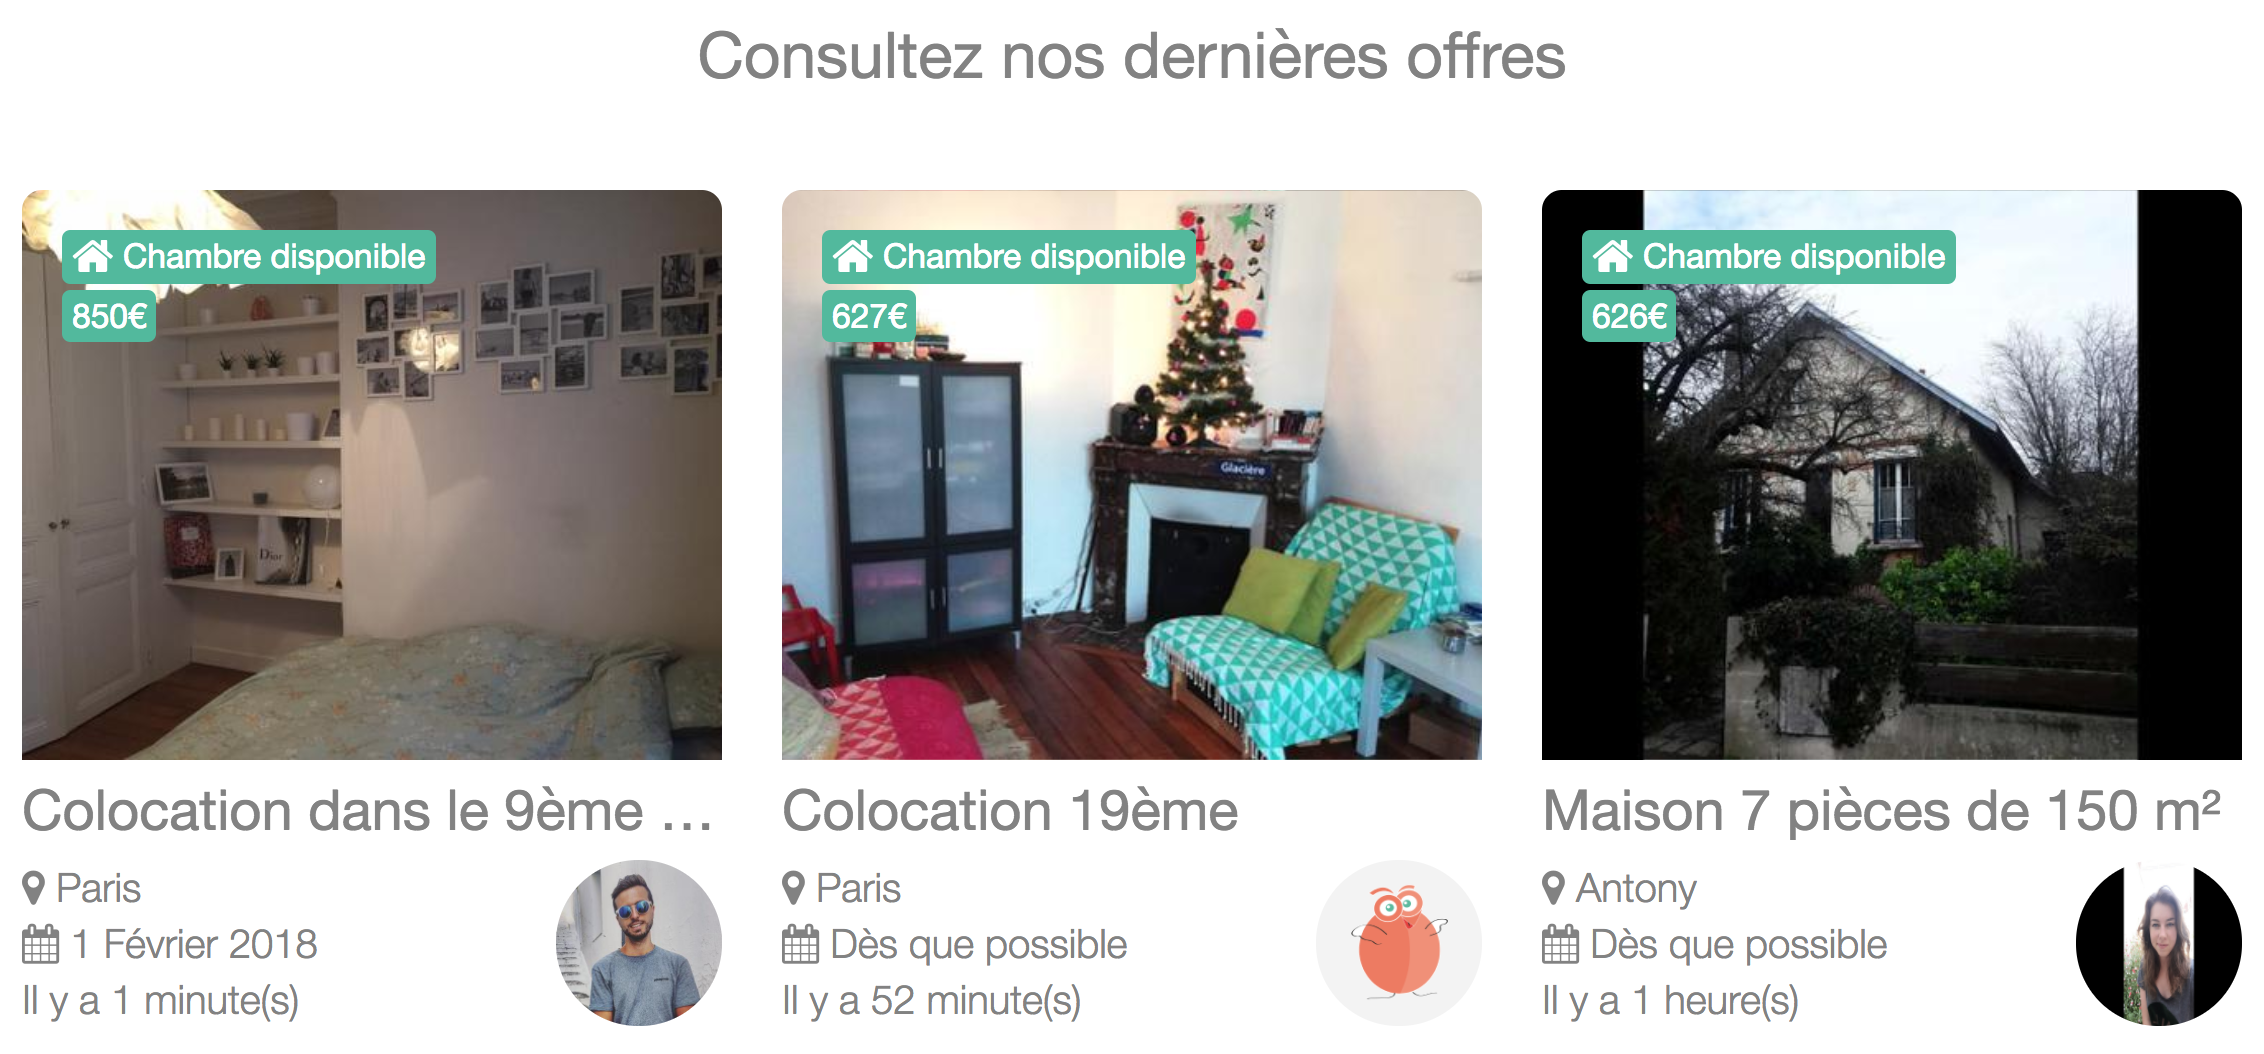 Consultez nos dernières offres
Chambre disponible
850€
Dior
Colocation dans le 9ème ...
Paris
1 Février 2018
Il y a 1 minute(s)
Chambre disponible
627€
Glacière
Colocation 19ème
Paris
Dès que possible
Il y a 52 minute(s)
Chambre disponible
626€
Maison 7 pièces de 150 m²
Antony
Dès que possible
Il y a 1 heure(s)